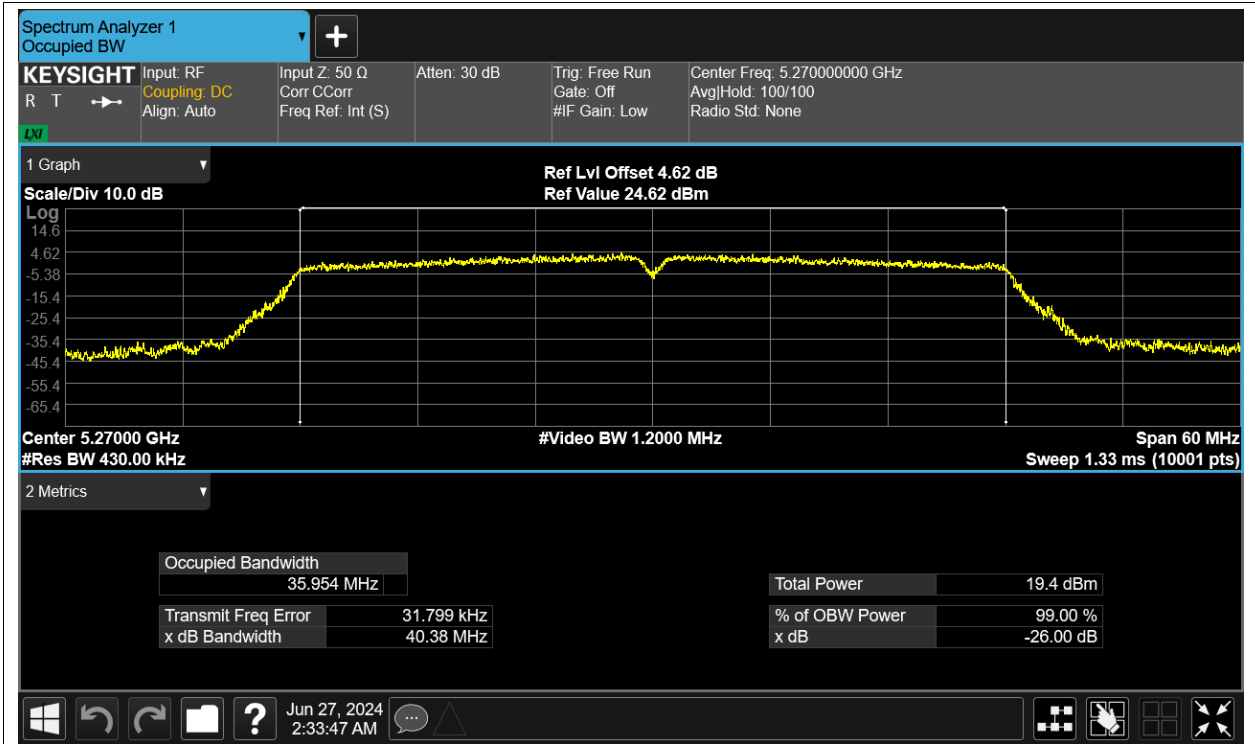 Spectrum Analyzer 1
Occupied BW
KEYSIGHT
R T
LXI
Input: RF
Coupling: DC
Align: Auto
Input Z: 50 Ω
Corr CCorr
Freq Ref: Int (S)
Atten: 30 dB
Trig: Free Run
Gate: Off
#IF Gain: Low
Center Freq: 5.270000000 GHz
Avg|Hold: 100/100
Radio Std: None
1 Graph
Scale/Div 10.0 dB
Ref Lvl Offset 4.62 dB
Ref Value 24.62 dBm
Log
14.6
4.62
-5.38
-15.4
-25.4
-35.4
-45.4
-55.4
-65.4
Center 5.27000 GHz
#Video BW 1.2000 MHz
Span 60 MHz
#Res BW 430.00 kHz
Sweep 1.33 ms (10001 pts)
2 Metrics
Occupied Bandwidth
35.954 MHz
Transmit Freq Error 31.799 kHz
x dB Bandwidth 40.38 MHz
Total Power 19.4 dBm
% of OBW Power 99.00 %
x dB -26.00 dB
?
Jun 27, 2024
2:33:47 AM